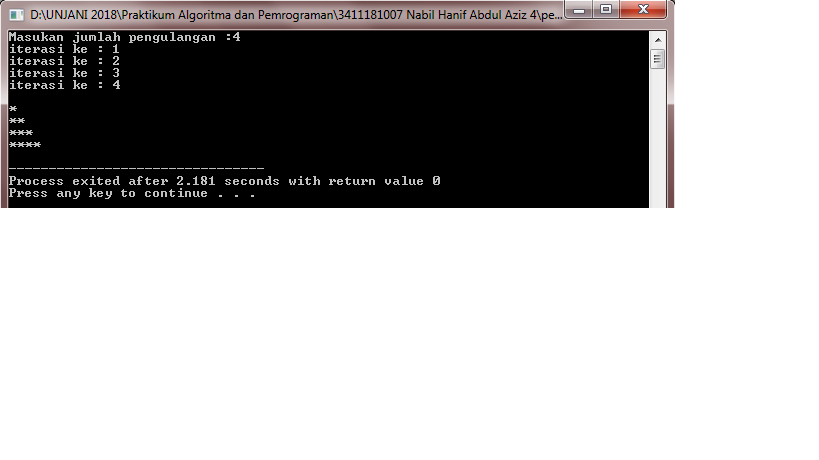 D:\UNJANI 2018\Praktikum Algoritma dan Pemrograman\3411181007 Nabil Hanif Abdul Aziz 4\pe...
Masukan jumlah pengulangan :4
iterasi ke : 1
iterasi ke : 2
iterasi ke : 3
iterasi ke : 4
*
**
***
****
--------------------------------
Process exited after 2.181 seconds with return value 0
Press any key to continue . . .